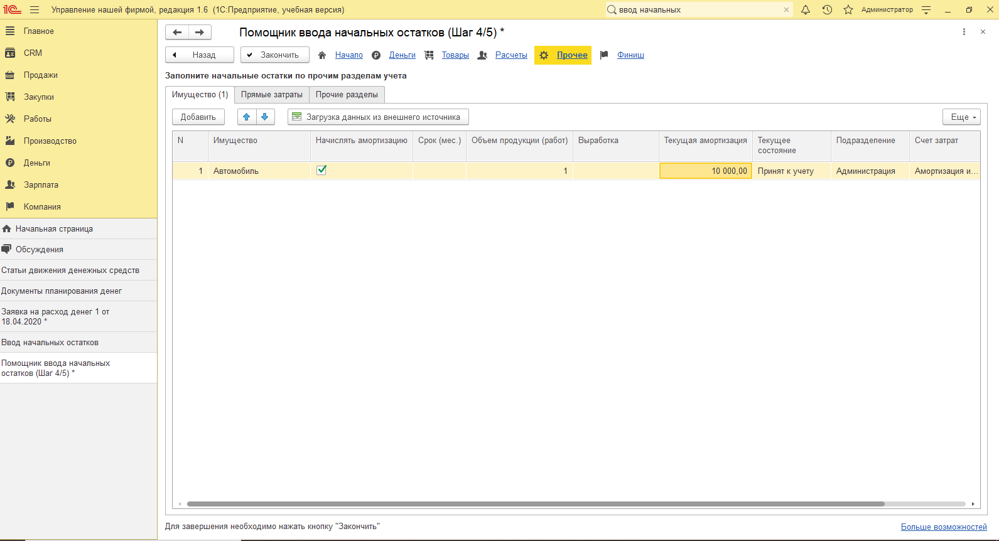 1С Управление нашей фирмой, редакция 1.6 (1С:Предприятие, учебная версия) ввод начальных Администратор
Главное
CRM
Продажи
Закупки
Работы
Производство
Деньги
Зарплата
Компания
Начальная страница
Обсуждения
Статьи движения денежных средств
Документы планирования денег
Заявка на расход денег 1 от
18.04.2020 *
Ввод начальных остатков
Помощник ввода начальных
остатков (Шаг 4/5) *
Помощник ввода начальных остатков (Шаг 4/5) *
Назад Закончить Начало Деньги Товары Расчеты Прочее Финиш
Заполните начальные остатки по прочим разделам учета
Имущество (1) Прямые затраты Прочие разделы
Добавить Загрузка данных из внешнего источника Еще
N Имущество Начислять амортизацию Срок (мес.) Объем продукции (работ) Выработка Текущая амортизация Текущее состояние Подразделение Счет затрат
1 Автомобиль 1 10 000,00 Принят к учету Администрация Амортизация и...
Для завершения необходимо нажать кнопку "Закончить" Больше возможностей